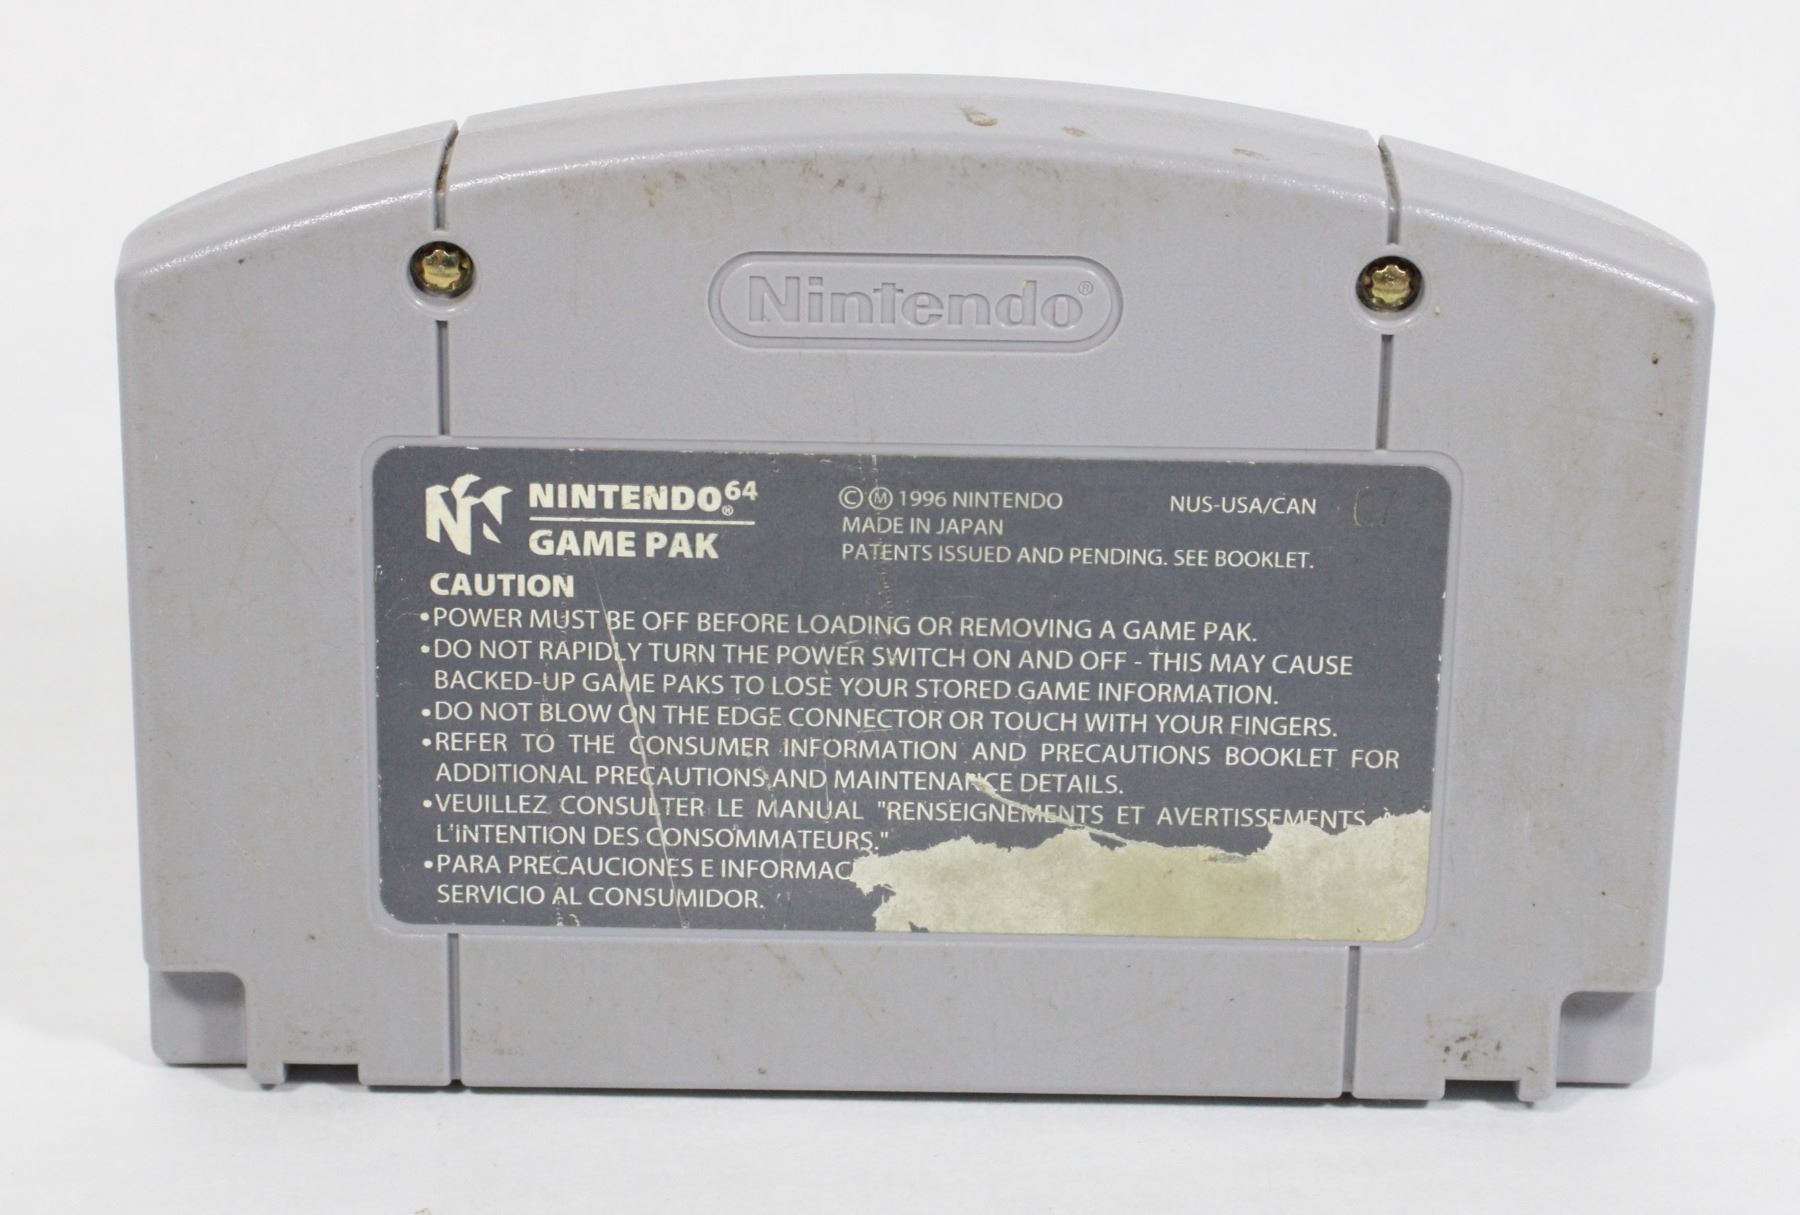 Nintendo®
NINTENDO64®
GAME PAK
© Ⓜ 1996 NINTENDO
MADE IN JAPAN
PATENTS ISSUED AND PENDING. SEE BOOKLET.
NUS-USA/CAN
CAUTION
•POWER MUST BE OFF BEFORE LOADING OR REMOVING A GAME PAK.
•DO NOT RAPIDLY TURN THE POWER SWITCH ON AND OFF - THIS MAY CAUSE
BACKED-UP GAME PAKS TO LOSE YOUR STORED GAME INFORMATION.
•DO NOT BLOW ON THE EDGE CONNECTOR OR TOUCH WITH YOUR FINGERS.
•REFER TO THE CONSUMER INFORMATION AND PRECAUTIONS BOOKLET FOR
ADDITIONAL PRECAUTIONS AND MAINTENANCE DETAILS.
•VEUILLEZ CONSULTER LE MANUAL "RENSEIGNEMENTS ET AVERTISSEMENTS
L'INTENTION DES CONSOMMATEURS."
•PARA PRECAUCIONES E
SERVICIO AL CONSUMIDOR.